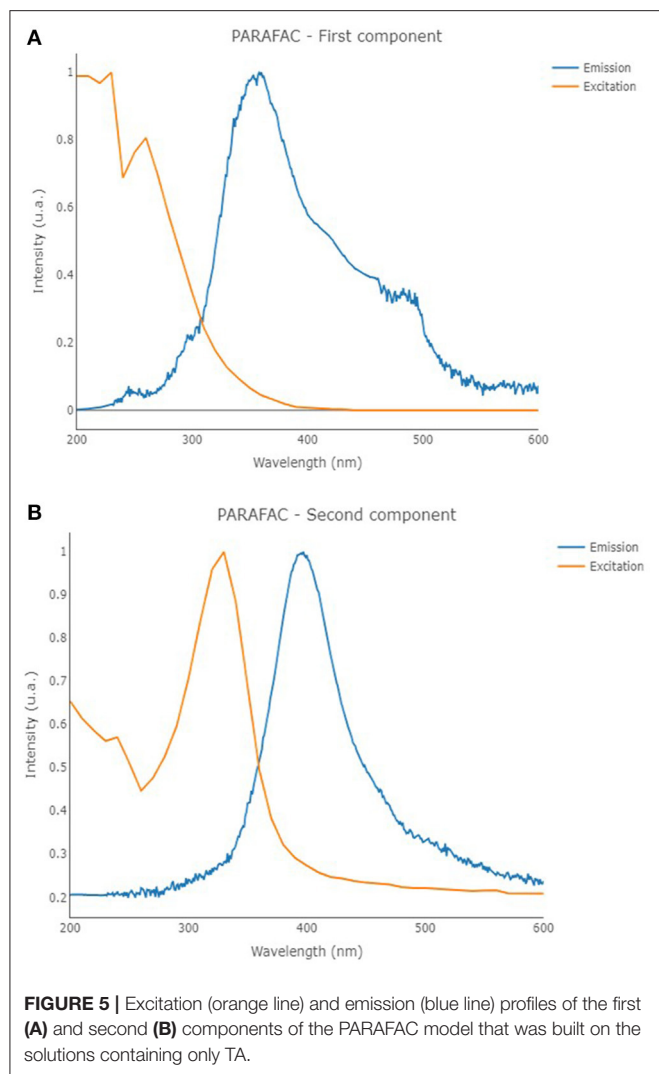 A
PARAFAC - First component
Emission
Excitation
1
0.8
0.6
0.4
0.2
0
Intensity (u.a.)
200 300 400 500 600
Wavelength (nm)
B
PARAFAC - Second component
Emission
Excitation
1
0.9
0.8
0.7
0.6
0.5
0.4
0.3
0.2
Intensity (u.a.)
200 300 400 500 600
Wavelength (nm)
FIGURE 5 | Excitation (orange line) and emission (blue line) profiles of the first
(A) and second (B) components of the PARAFAC model that was built on the
solutions containing only TA.